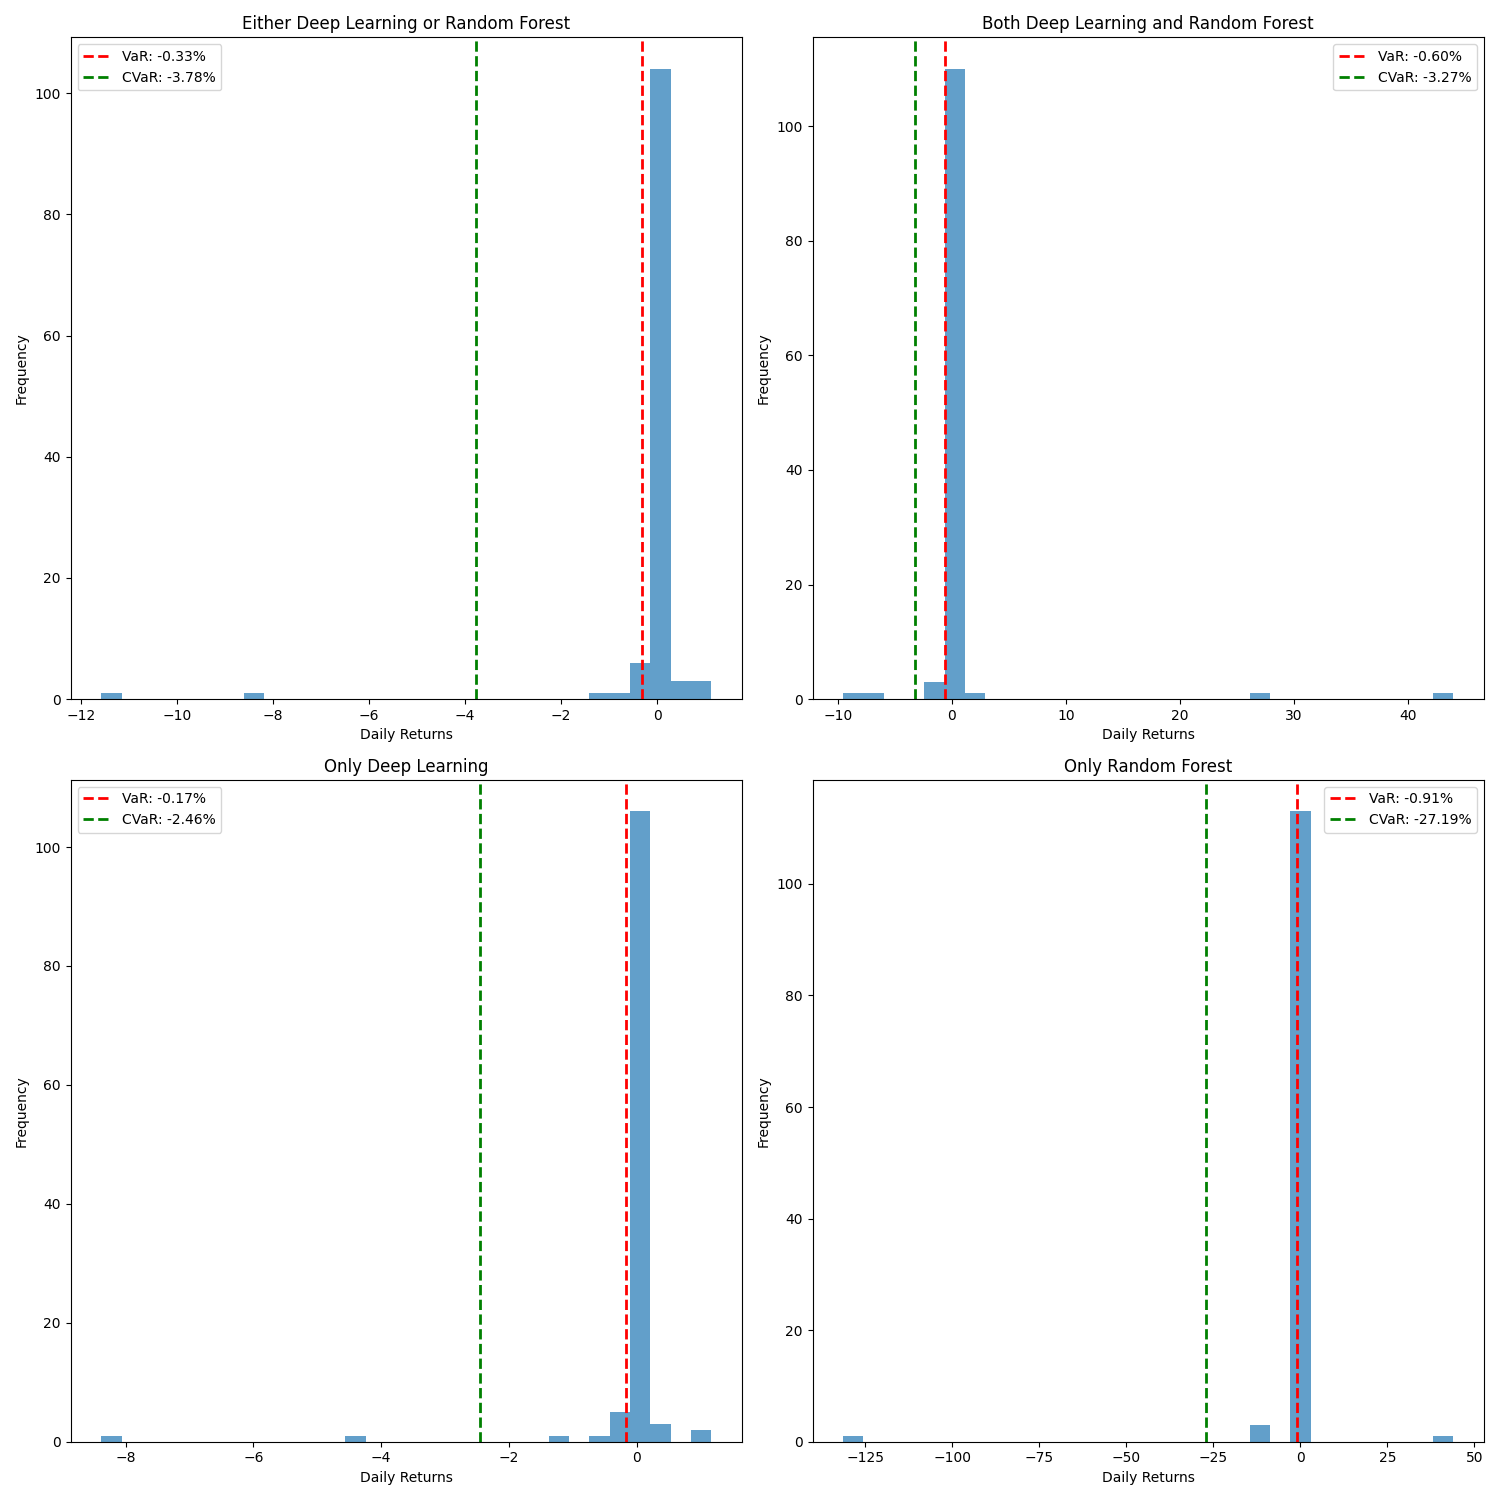 Either Deep Learning or Random Forest
VaR: -0.33%
CVaR: -3.78%
100
80
60
40
20
0
Frequency
−12
−10
−8
−6
−4
−2
0
Daily Returns
Both Deep Learning and Random Forest
VaR: -0.60%
CVaR: -3.27%
100
80
60
40
20
0
Frequency
−10
0
10
20
30
40
Daily Returns
Only Deep Learning
VaR: -0.17%
CVaR: -2.46%
100
80
60
40
20
0
Frequency
−8
−6
−4
−2
0
Daily Returns
Only Random Forest
VaR: -0.91%
CVaR: -27.19%
100
80
60
40
20
0
Frequency
−125
−100
−75
−50
−25
0
25
50
Daily Returns